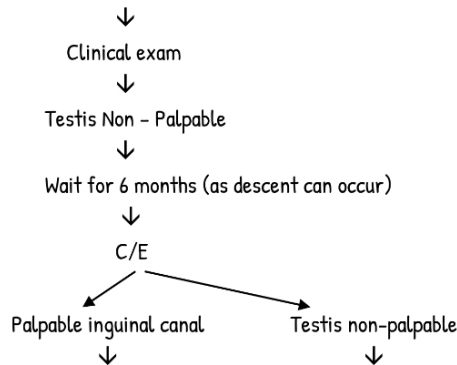 Clinical exam
Testis Non - Palpable
Wait for 6 months (as descent can occur)
C/E
Palpable inguinal canal
Testis non-palpable